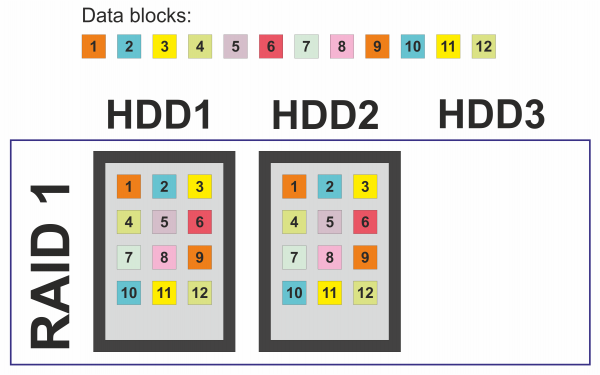 Data blocks:
1 2 3 4 5 6 7 8 9 10 11 12
HDD1 HDD2 HDD3
RAID 1
1 2 3 1 2 3
4 5 6 4 5 6
7 8 9 7 8 9
10 11 12 10 11 12